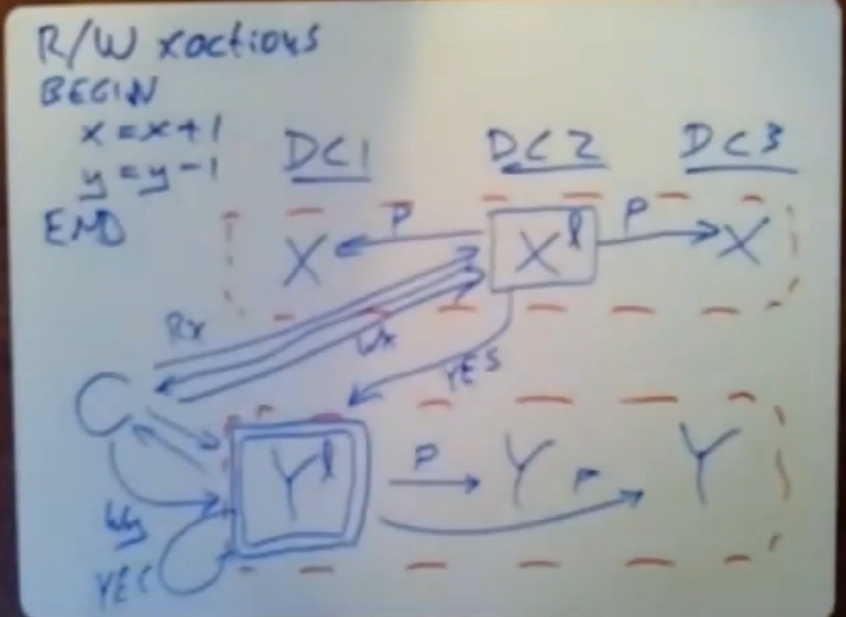 R/W xactions
BEGIN
x = x + 1
y = y - 1
END
DC1 DC2 DC3
X P X l P X
Rx
Wx
YES
C
Y l P Y P Y
Wy
YES